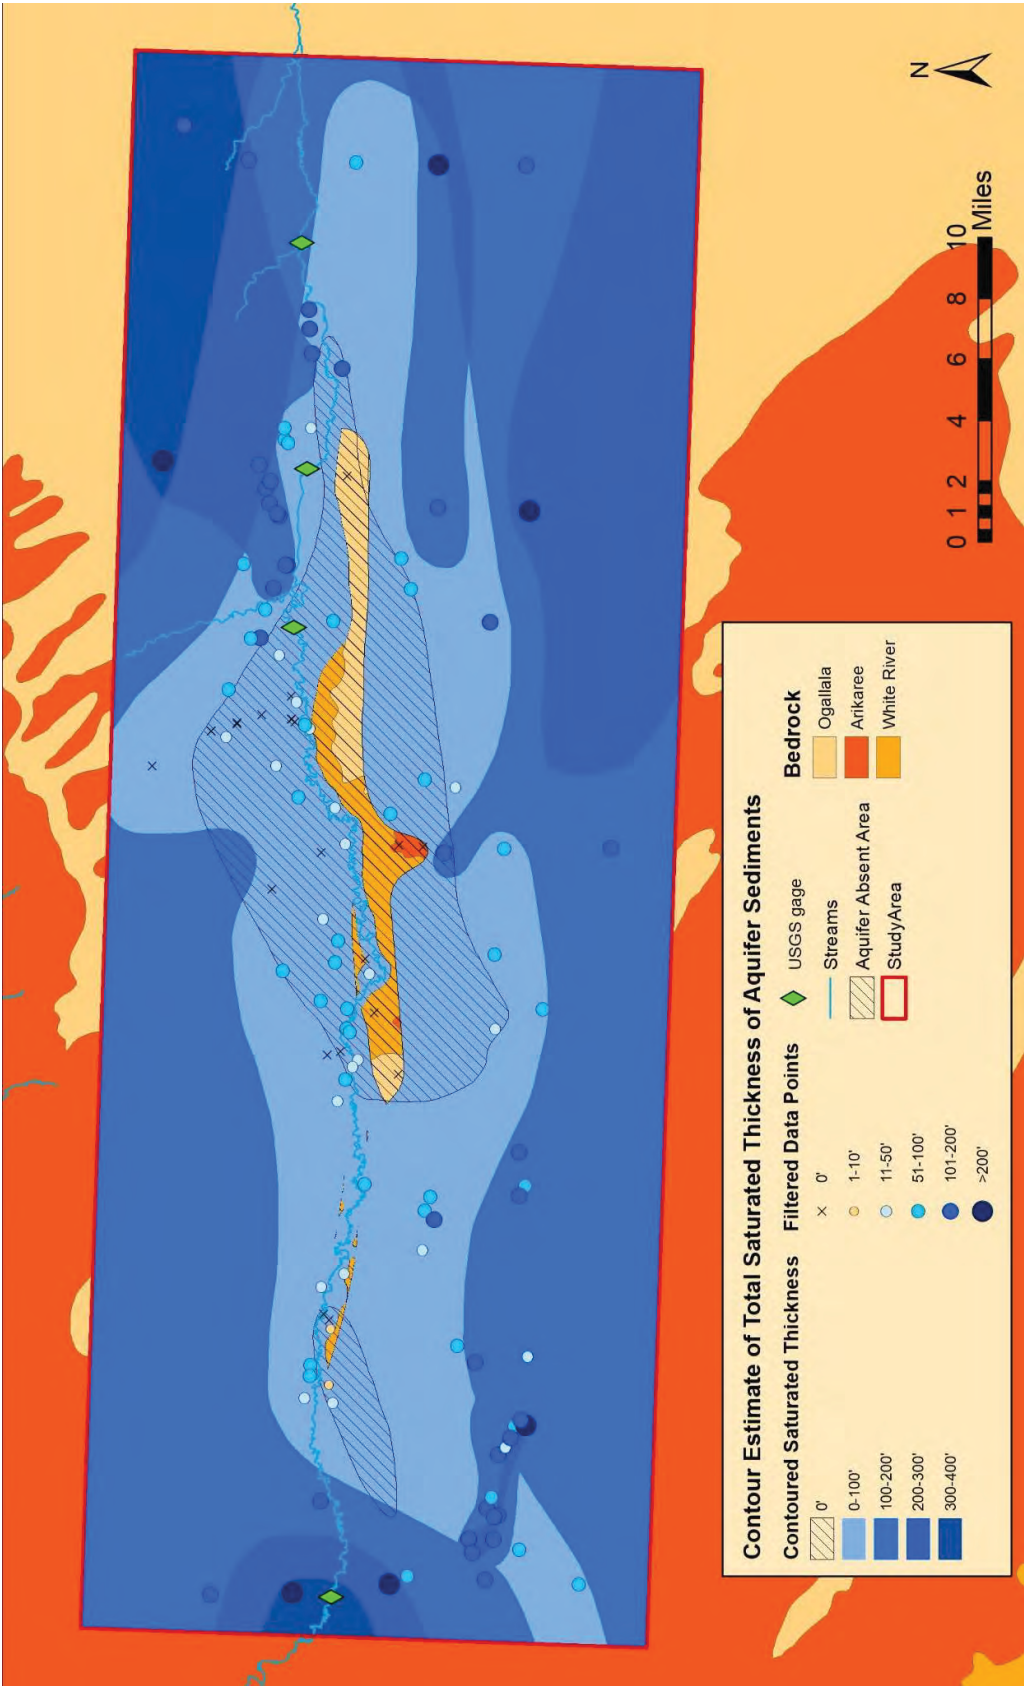 N
0 1 2 4 6 8 10
Miles
Contour Estimate of Total Saturated Thickness of Aquifer Sediments
Contoured Saturated Thickness
0'
0-100'
100-200'
200-300'
300-400'
Filtered Data Points
0'
1-10'
11-50'
51-100'
101-200'
>200'
USGS gage
Streams
Aquifer Absent Area
StudyArea
Bedrock
Ogallala
Arikaree
White River